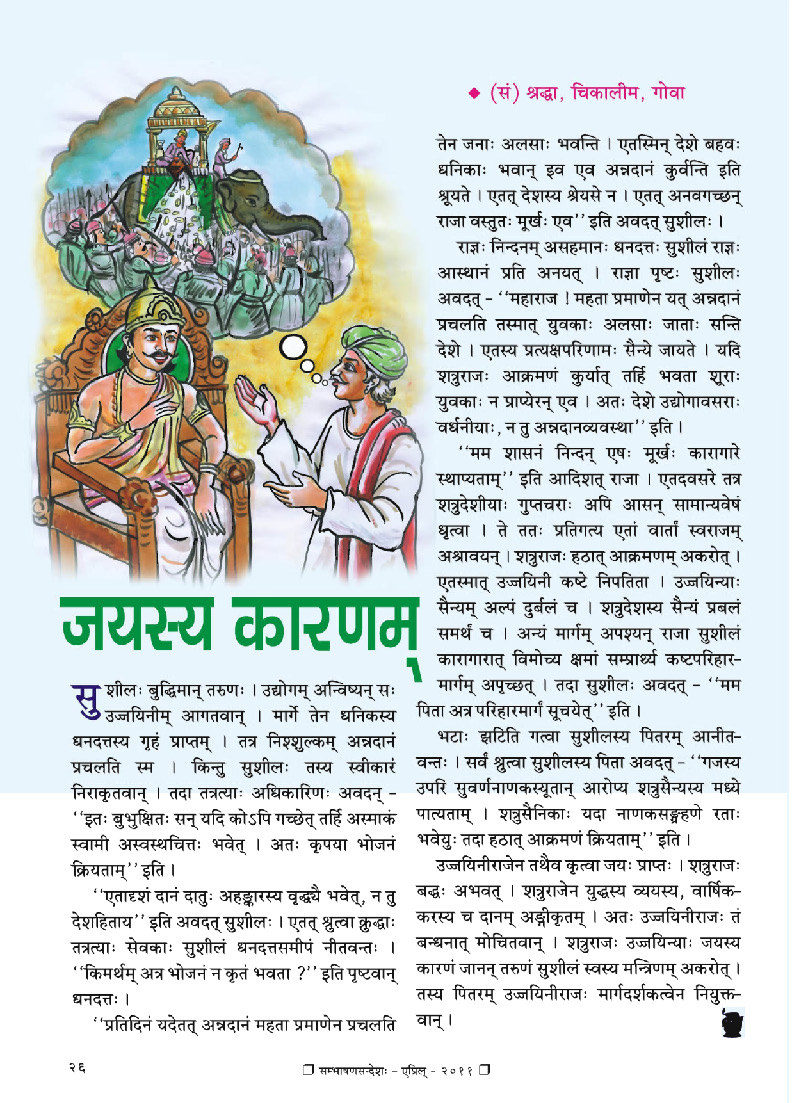 ◆ (सं) श्रद्धा, चिकालीम, गोवा
जयस्य कारणम्
सुशीलः बुद्धिमान् तरुणः । उद्योगम् अन्विष्यन् सः
उज्जयिनीम् आगतवान् । मार्गे तेन धनिकस्य
धनदत्तस्य गृहं प्राप्तम् । तत्र निश्शुल्कम् अन्नदानं
प्रचलति स्म । किन्तु सुशीलः तस्य स्वीकारं
निराकृतवान् । तदा तत्रत्याः अधिकारिणः अवदन् –
‘‘इतः बुभुक्षितः सन् यदि कोऽपि गच्छेत् तर्हि अस्माकं
स्वामी अस्वस्थचित्तः भवेत् । अतः कृपया भोजनं
क्रियताम्’’ इति ।
‘‘एतादृशं दानं दातुः अहङ्कारस्य वृद्ध्यै भवेत्, न तु
देशहिताय’’ इति अवदत् सुशीलः । एतत् श्रुत्वा क्रुद्धाः
तत्रत्याः सेवकाः सुशीलं धनदत्तसमीपं नीतवन्तः ।
‘‘किमर्थम् अत्र भोजनं न कृतं भवता ?’’ इति पृष्टवान्
धनदत्तः ।
‘‘प्रतिदिनं यदेतत् अन्नदानं महता प्रमाणेन प्रचलति
तेन जनाः अलसाः भवन्ति । एतस्मिन् देशे बहवः
धनिकाः भवान् इव एव अन्नदानं कुर्वन्ति इति
श्रूयते । एतत् देशस्य श्रेयसे न । एतत् अनवगच्छन्
राजा वस्तुतः मूर्खः एव’’ इति अवदत् सुशीलः ।
राज्ञः निन्दनम् असहमानः धनदत्तः सुशीलं राज्ञः
आस्थानं प्रति अनयत् । राज्ञा पृष्टः सुशीलः
अवदत् – ‘‘महाराज ! महता प्रमाणेन यत् अन्नदानं
प्रचलति तस्मात् युवकाः अलसाः जाताः सन्ति
देशे । एतस्य प्रत्यक्षपरिणामः सैन्ये जायते । यदि
शत्रुराजः आक्रमणं कुर्यात् तर्हि भवता शूराः
युवकाः न प्राप्येरन् एव । अतः देशे उद्योगावसराः
वर्धनीयाः, न तु अन्नदानव्यवस्था’’ इति ।
‘‘मम शासनं निन्दन् एषः मूर्खः कारागारे
स्थाप्यताम्’’ इति आदिशत् राजा । एतदवसरे तत्र
शत्रुदेशीयाः गुप्तचराः अपि आसन् सामान्यवेषं
धृत्वा । ते ततः प्रतिगत्य एतां वार्तां स्वराजम्
अश्रावयन् । शत्रुराजः हठात् आक्रमणम् अकरोत् ।
एतस्मात् उज्जयिनी कष्टे निपतिता । उज्जयिन्याः
सैन्यम् अल्पं दुर्बलं च । शत्रुदेशस्य सैन्यं प्रबलं
समर्थं च । अन्यं मार्गम् अपश्यन् राजा सुशीलं
कारागारात् विमोच्य क्षमां सम्प्रार्थ्य कष्टपरिहार–
मार्गम् अपृच्छत् । तदा सुशीलः अवदत् – ‘‘मम
पिता अत्र परिहारमार्गं सूचयेत्’’ इति ।
भटाः झटिति गत्वा सुशीलस्य पितरम् आनीत–
वन्तः । सर्वं श्रुत्वा सुशीलस्य पिता अवदत् – ‘‘गजस्य
उपरि सुवर्णनाणकस्यूतान् आरोप्य शत्रुसैन्यस्य मध्ये
पात्यताम् । शत्रुसैनिकाः यदा नाणकसङ्ग्रहणे रताः
भवेयुः तदा हठात् आक्रमणं क्रियताम्’’ इति ।
उज्जयिनीराजेन तथैव कृत्वा जयः प्राप्तः । शत्रुराजः
बद्धः अभवत् । शत्रुराजेन युद्धस्य व्ययस्य, वार्षिक–
करस्य च दानम् अङ्गीकृतम् । अतः उज्जयिनीराजः तं
बन्धनात् मोचितवान् । शत्रुराजः उज्जयिन्याः जयस्य
कारणं जानन् तरुणं सुशीलं स्वस्य मन्त्रिणम् अकरोत् ।
तस्य पितरम् उज्जयिनीराजः मार्गदर्शकत्वेन नियुक्त–
वान् ।
२६
❐ सम्भाषणसन्देशः – एप्रिल् – २०११ ❐